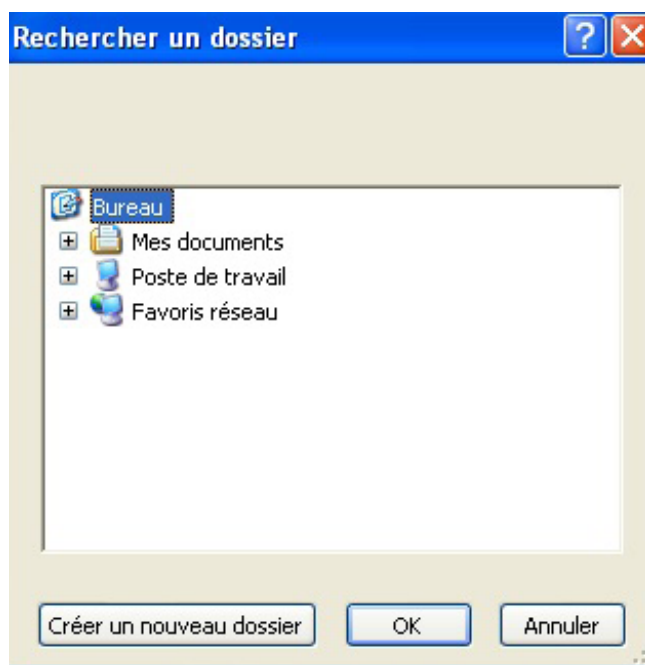 Rechercher un dossier
Bureau
Mes documents
Poste de travail
Favoris réseau
Créer un nouveau dossier OK Annuler